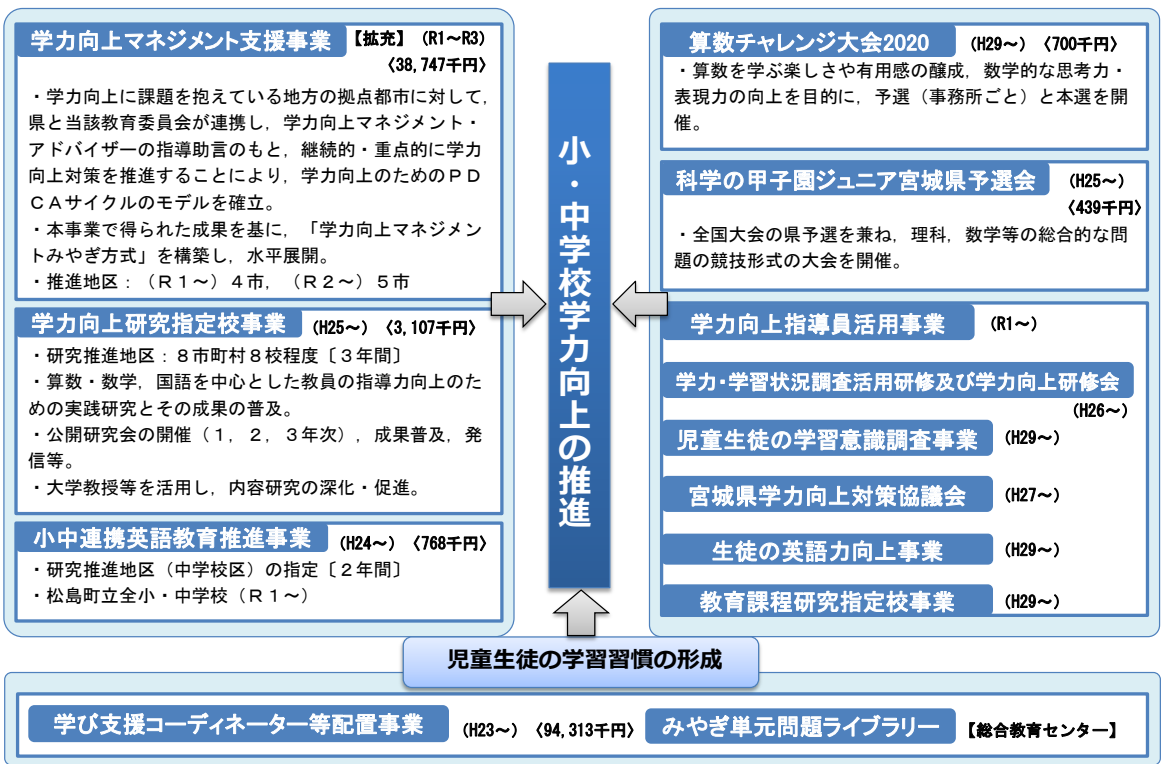 学力向上マネジメント支援事業 【拡充】（R1～R3）
〈38,747千円〉
・学力向上に課題を抱えている地方の拠点都市に対して，
県と当該教育委員会が連携し，学力向上マネジメント・
アドバイザーの指導助言のもと，継続的・重点的に学力
向上対策を推進することにより，学力向上のためのＰＤ
ＣＡサイクルのモデルを確立。
・本事業で得られた成果を基に，「学力向上マネジメン
トみやぎ方式」を構築し，水平展開。
・推進地区：（Ｒ１～）４市，（Ｒ２～）５市
学力向上研究指定校事業 （H25～）〈3,107千円〉
・研究推進地区：８市町村８校程度〔３年間〕
・算数・数学，国語を中心とした教員の指導力向上のた
めの実践研究とその成果の普及。
・公開研究会の開催（１，２，３年次），成果普及，発
信等。
・大学教授等を活用し，内容研究の深化・促進。
小中連携英語教育推進事業 （H24～）〈768千円〉
・研究推進地区（中学校区）の指定〔２年間〕
・松島町立全小・中学校（Ｒ１～）
小・中学校学力向上の推進
算数チャレンジ大会2020 （H29～）〈700千円〉
・算数を学ぶ楽しさや有用感の醸成，数学的な思考力・
表現力の向上を目的に，予選（事務所ごと）と本選を開
催。
科学の甲子園ジュニア宮城県予選会 （H25～）
〈439千円〉
・全国大会の県予選を兼ね，理科，数学等の総合的な問
題の競技形式の大会を開催。
学力向上指導員活用事業 （R1～）
学力・学習状況調査活用研修及び学力向上研修会
（H26～）
児童生徒の学習意識調査事業 （H29～）
宮城県学力向上対策協議会 （H27～）
生徒の英語力向上事業 （H29～）
教育課程研究指定校事業 （H29～）
児童生徒の学習習慣の形成
学び支援コーディネーター等配置事業 （H23～）〈94,313千円〉 みやぎ単元問題ライブラリー 【総合教育センター】